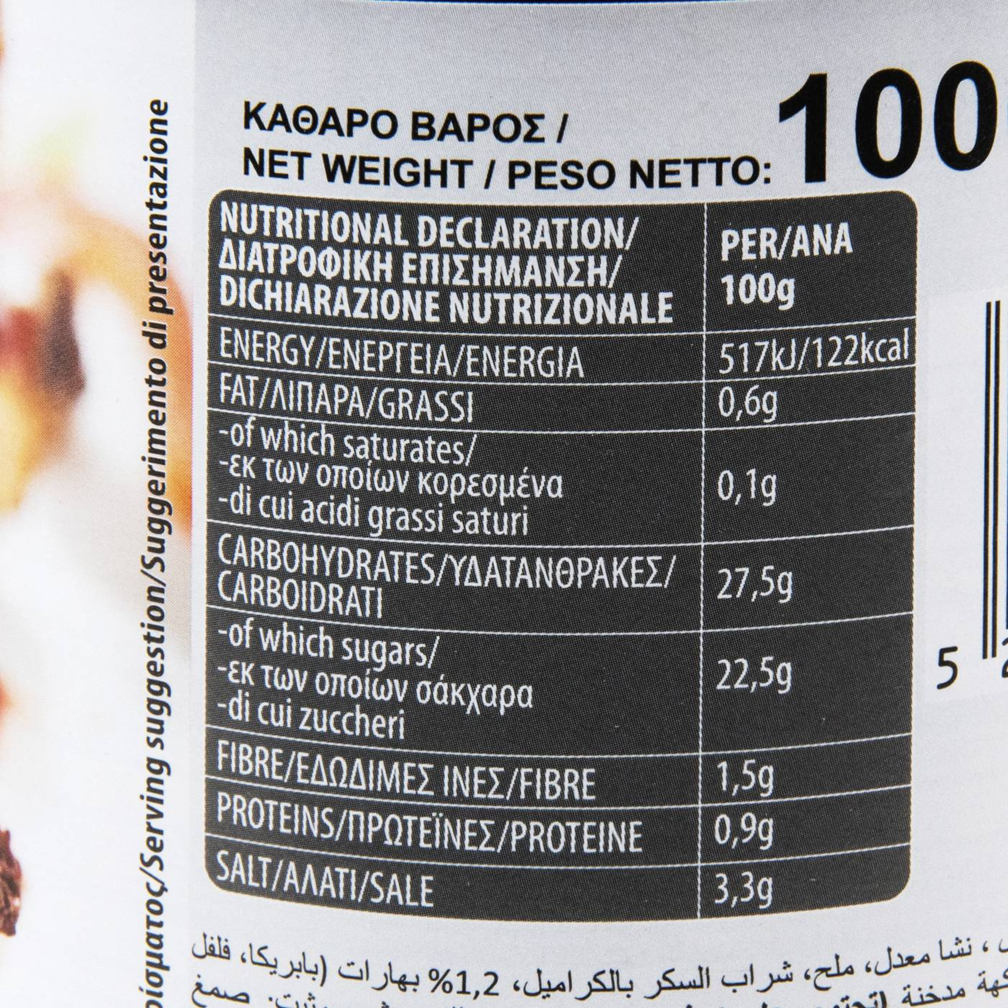 ΚΑΘΑΡΟ ΒΑΡΟΣ /
NET WEIGHT / PESO NETTO: 100
NUTRITIONAL DECLARATION/
ΔΙΑΤΡΟΦΙΚΗ ΕΠΙΣΗΜΑΝΣΗ/
DICHIARAZIONE NUTRIZIONALE
PER/ΑΝΑ
100g
ENERGY/ΕΝΕΡΓΕΙΑ/ENERGIA 517kJ/122kcal
FAT/ΛΙΠΑΡΑ/GRASSI 0,6g
-of which saturates/
-εκ των οποίων κορεσμένα
-di cui acidi grassi saturi
0,1g
CARBOHYDRATES/ΥΔΑΤΑΝΘΡΑΚΕΣ/
CARBOIDRATI
27,5g
-of which sugars/
-εκ των οποίων σάκχαρα
-di cui zuccheri
22,5g
FIBRE/ΕΔΩΔΙΜΕΣ ΙΝΕΣ/FIBRE 1,5g
PROTEINS/ΠΡΩΤΕΪΝΕΣ/PROTEINE 0,9g
SALT/ΑΛΑΤΙ/SALE 3,3g
/Serving suggestion/Suggerimento di presentazione
5
، نشا معدل، ملح، شراب السكر بالكراميل، 1,2% بهارات (بابريكا، فلفل
مدخنة
صمغ